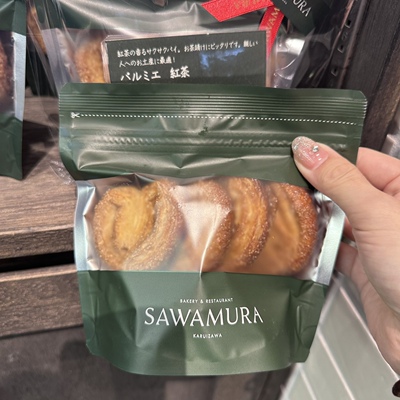 紅茶の香るサクサクパイ。お茶請けにピッタリです。親しい
人へのお土産に最適!
パルミエ 紅茶
BAKERY & RESTAURANT
SAWAMURA
KARUIZAWA